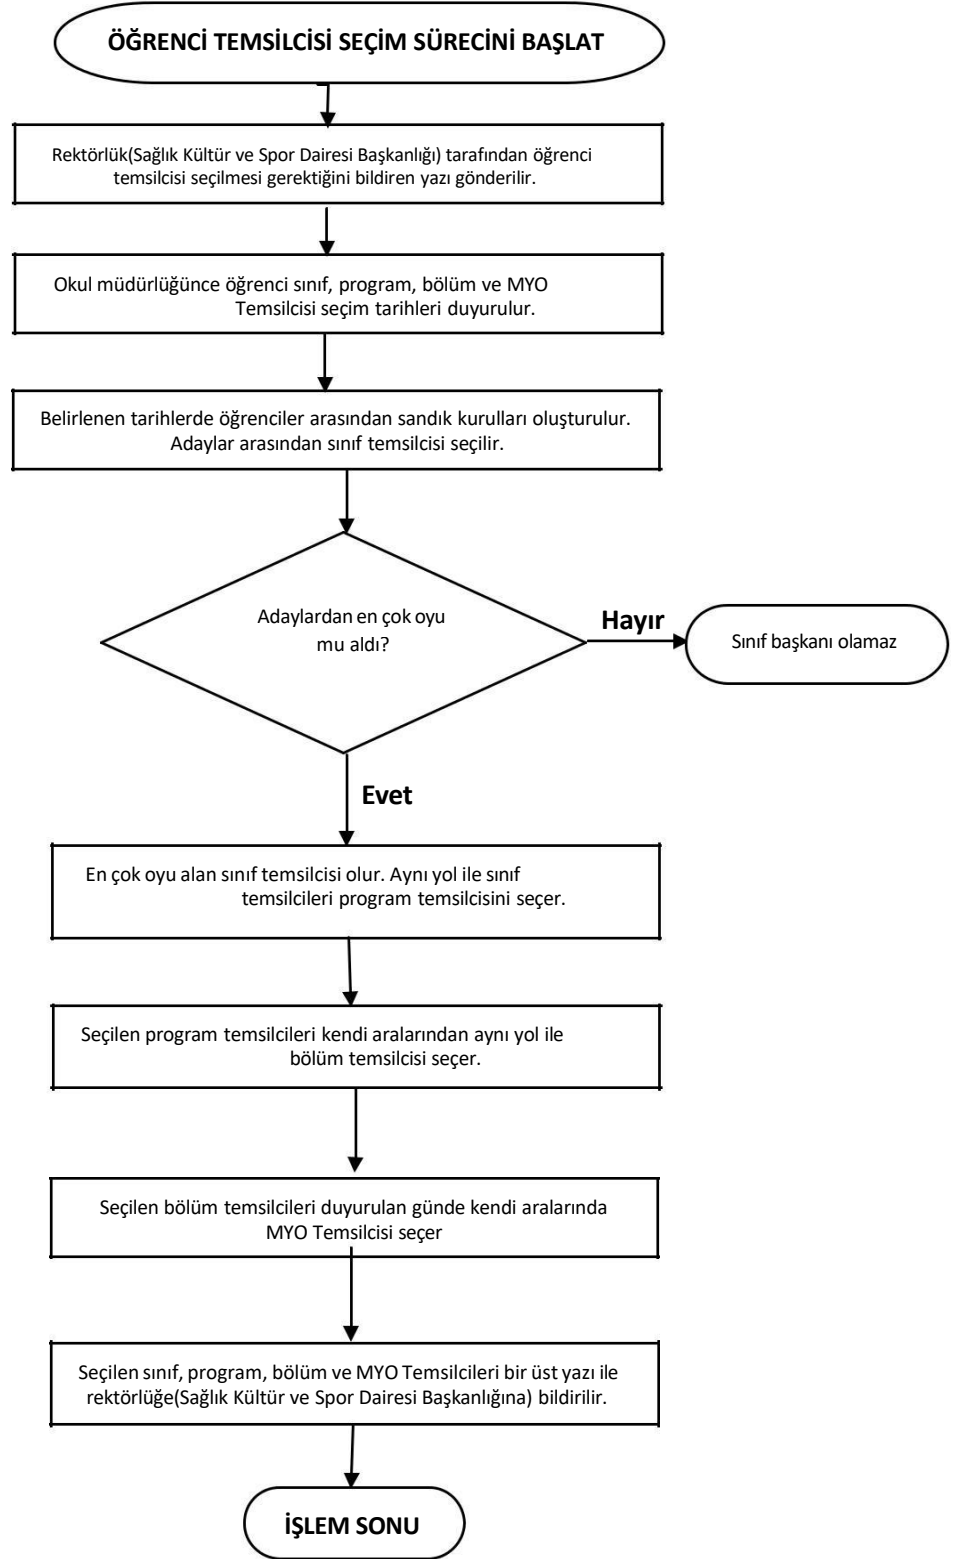 ÖĞRENCİ TEMSİLCİSİ SEÇİM SÜRECİNİ BAŞLAT
Rektörlük(Sağlık Kültür ve Spor Dairesi Başkanlığı) tarafından öğrenci
temsilcisi seçilmesi gerektiğini bildiren yazı gönderilir.
Okul müdürlüğünce öğrenci sınıf, program, bölüm ve MYO
Temsilcisi seçim tarihleri duyurulur.
Belirlenen tarihlerde öğrenciler arasından sandık kurulları oluşturulur.
Adaylar arasından sınıf temsilcisi seçilir.
Adaylardan en çok oyu
mu aldı?
Hayır
Sınıf başkanı olamaz
Evet
En çok oyu alan sınıf temsilcisi olur. Aynı yol ile sınıf
temsilcileri program temsilcisini seçer.
Seçilen program temsilcileri kendi aralarından aynı yol ile
bölüm temsilcisi seçer.
Seçilen bölüm temsilcileri duyurulan günde kendi aralarında
MYO Temsilcisi seçer
Seçilen sınıf, program, bölüm ve MYO Temsilcileri bir üst yazı ile
rektörlüğe(Sağlık Kültür ve Spor Dairesi Başkanlığına) bildirilir.
İŞLEM SONU